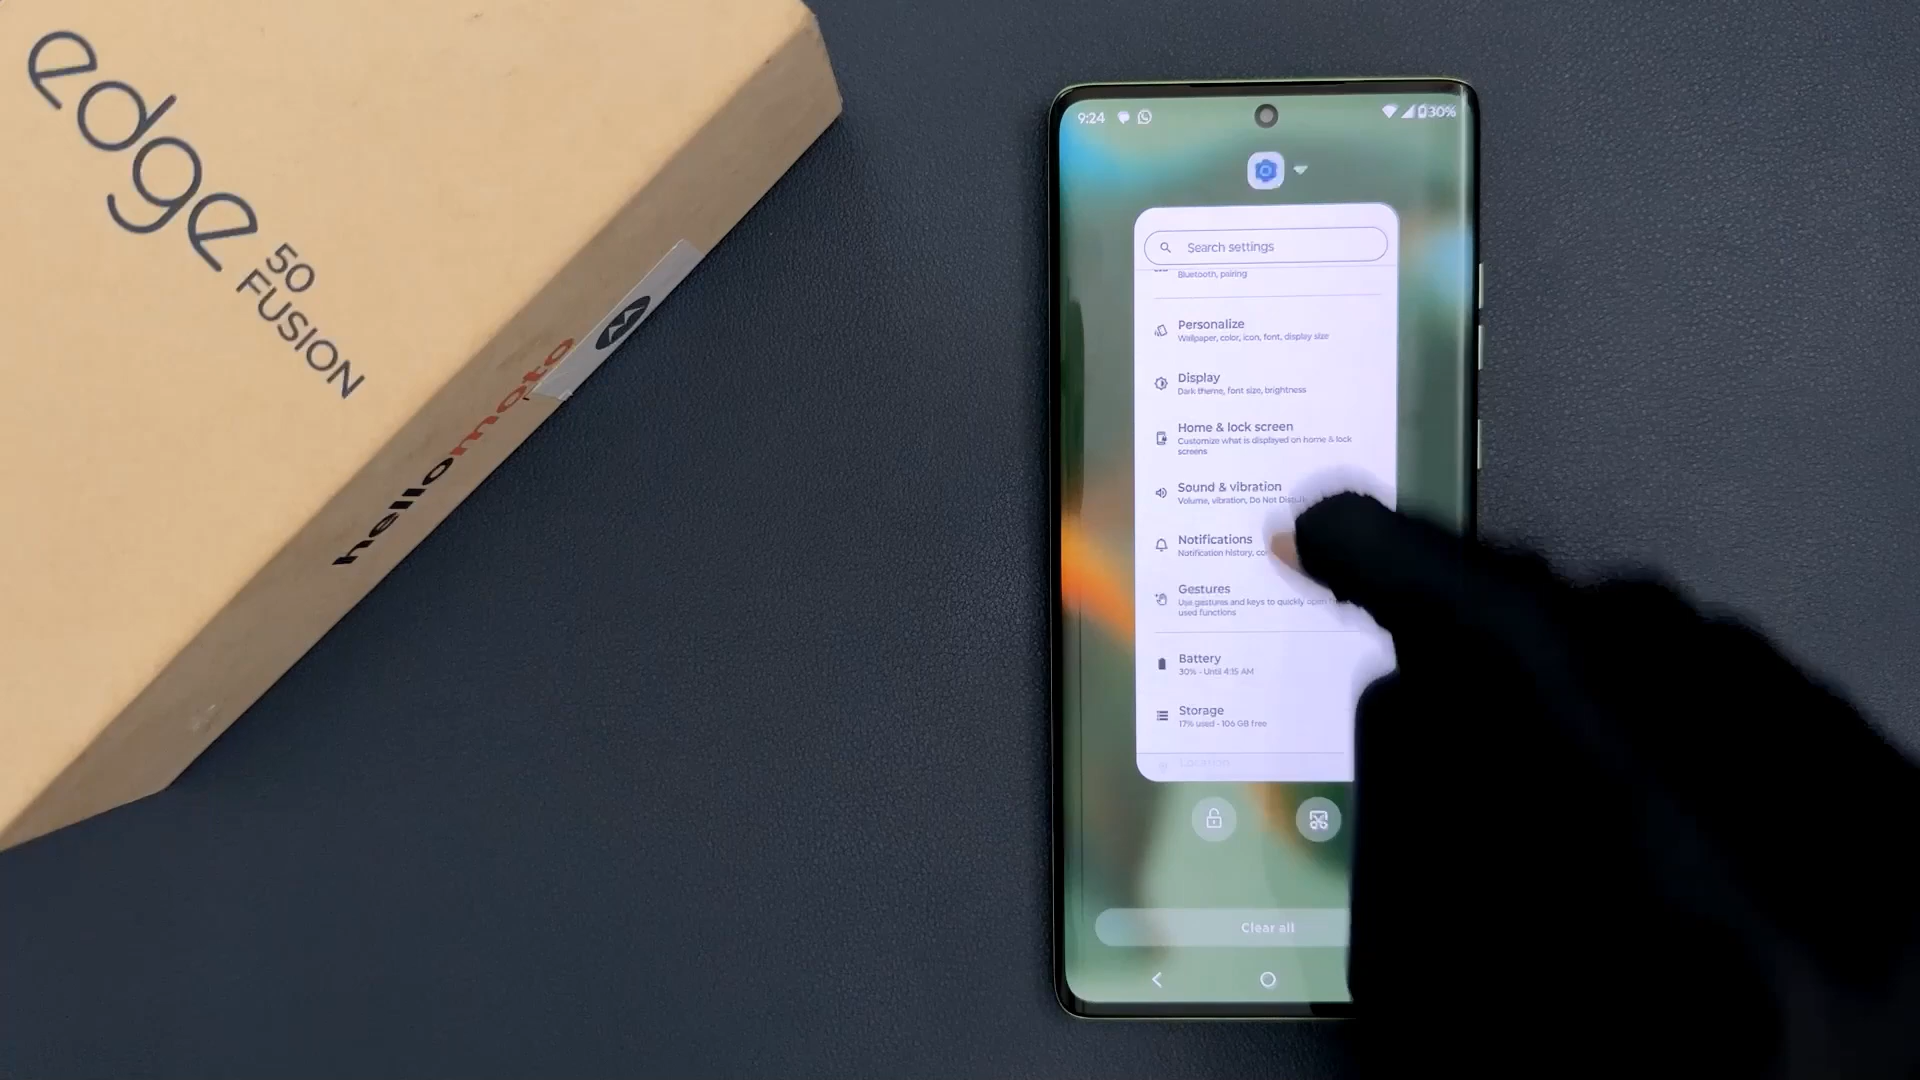 edge
50
FUSION
hellomoto
9:24
30%
Search settings
Bluetooth, pairing
Personalize
Wallpaper, color, icon, font, display size
Display
Dark theme, font size, brightness
Home & lock screen
Customize what is displayed on home & lock
screens
Sound & vibration
Volume, vibration, Do Not
Notifications
Notification history,
Gestures
Use gestures and keys to quickly open
used functions
Battery
30% - Until 4:15 AM
Storage
17% used - 106 GB free
Location
Clear all